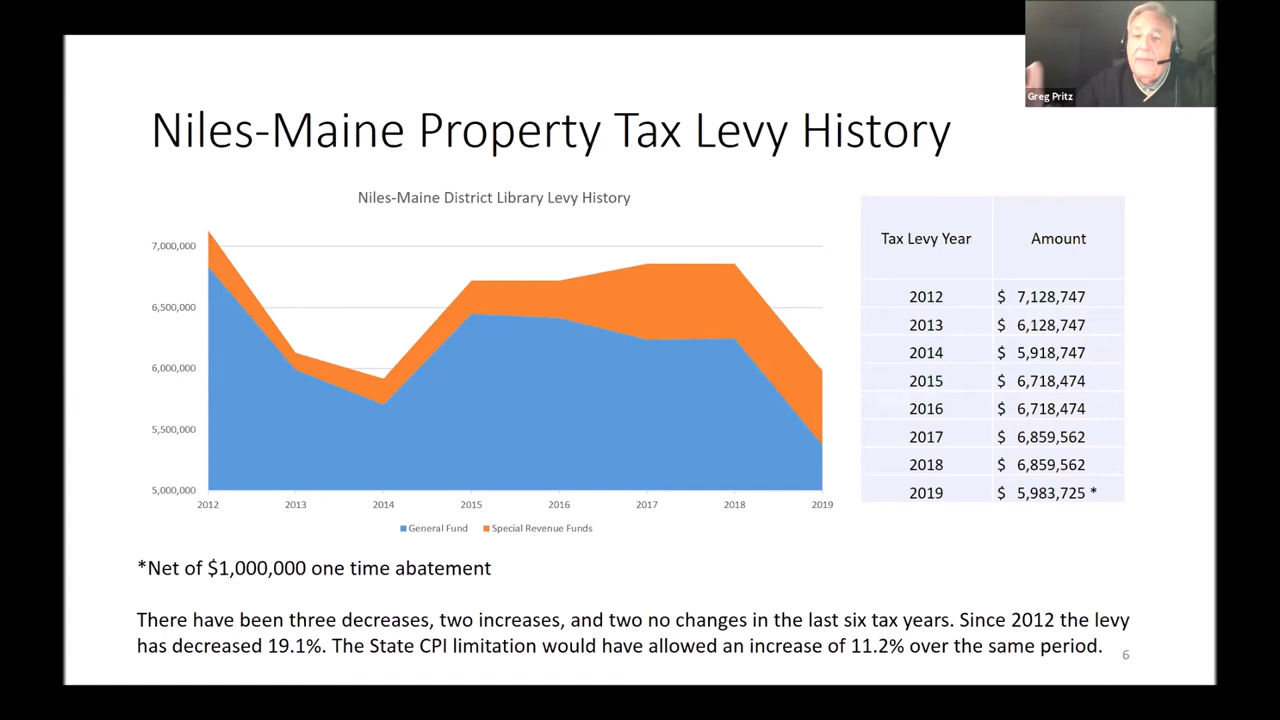 Greg Pritz
Niles-Maine Property Tax Levy History
Niles-Maine District Library Levy History
7,000,000
6,500,000
6,000,000
5,500,000
5,000,000
2012 2013 2014 2015 2016 2017 2018 2019
General Fund Special Revenue Funds
Tax Levy Year Amount
2012 $ 7,128,747
2013 $ 6,128,747
2014 $ 5,918,747
2015 $ 6,718,474
2016 $ 6,718,474
2017 $ 6,859,562
2018 $ 6,859,562
2019 $ 5,983,725 *
*Net of $1,000,000 one time abatement
There have been three decreases, two increases, and two no changes in the last six tax years. Since 2012 the levy
has decreased 19.1%. The State CPI limitation would have allowed an increase of 11.2% over the same period.
6